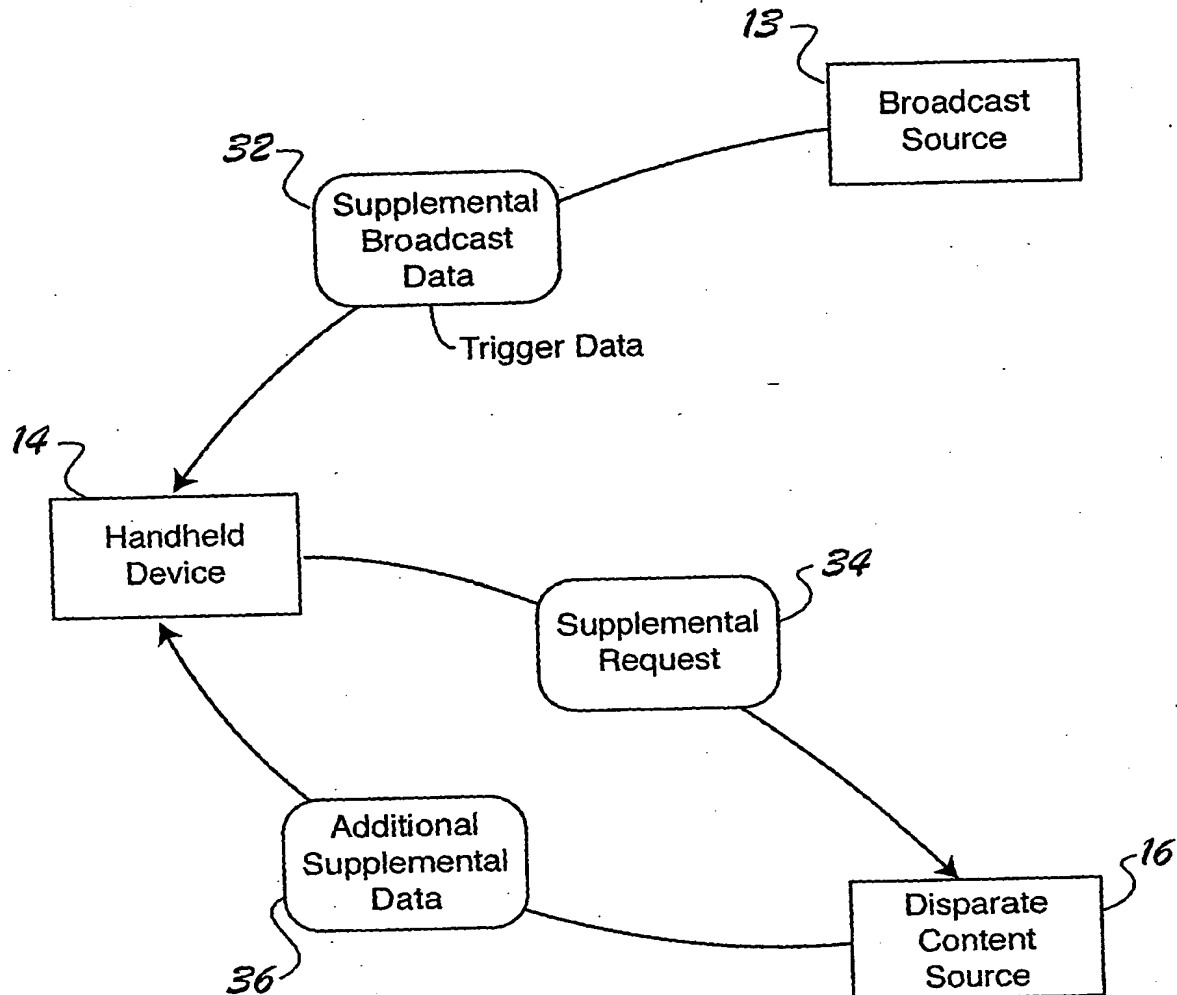 13
Broadcast
Source
32
Supplemental
Broadcast
Data
Trigger Data
14
Handheld
Device
34
Supplemental
Request
Additional
Supplemental
Data
36
16
Disparate
Content
Source